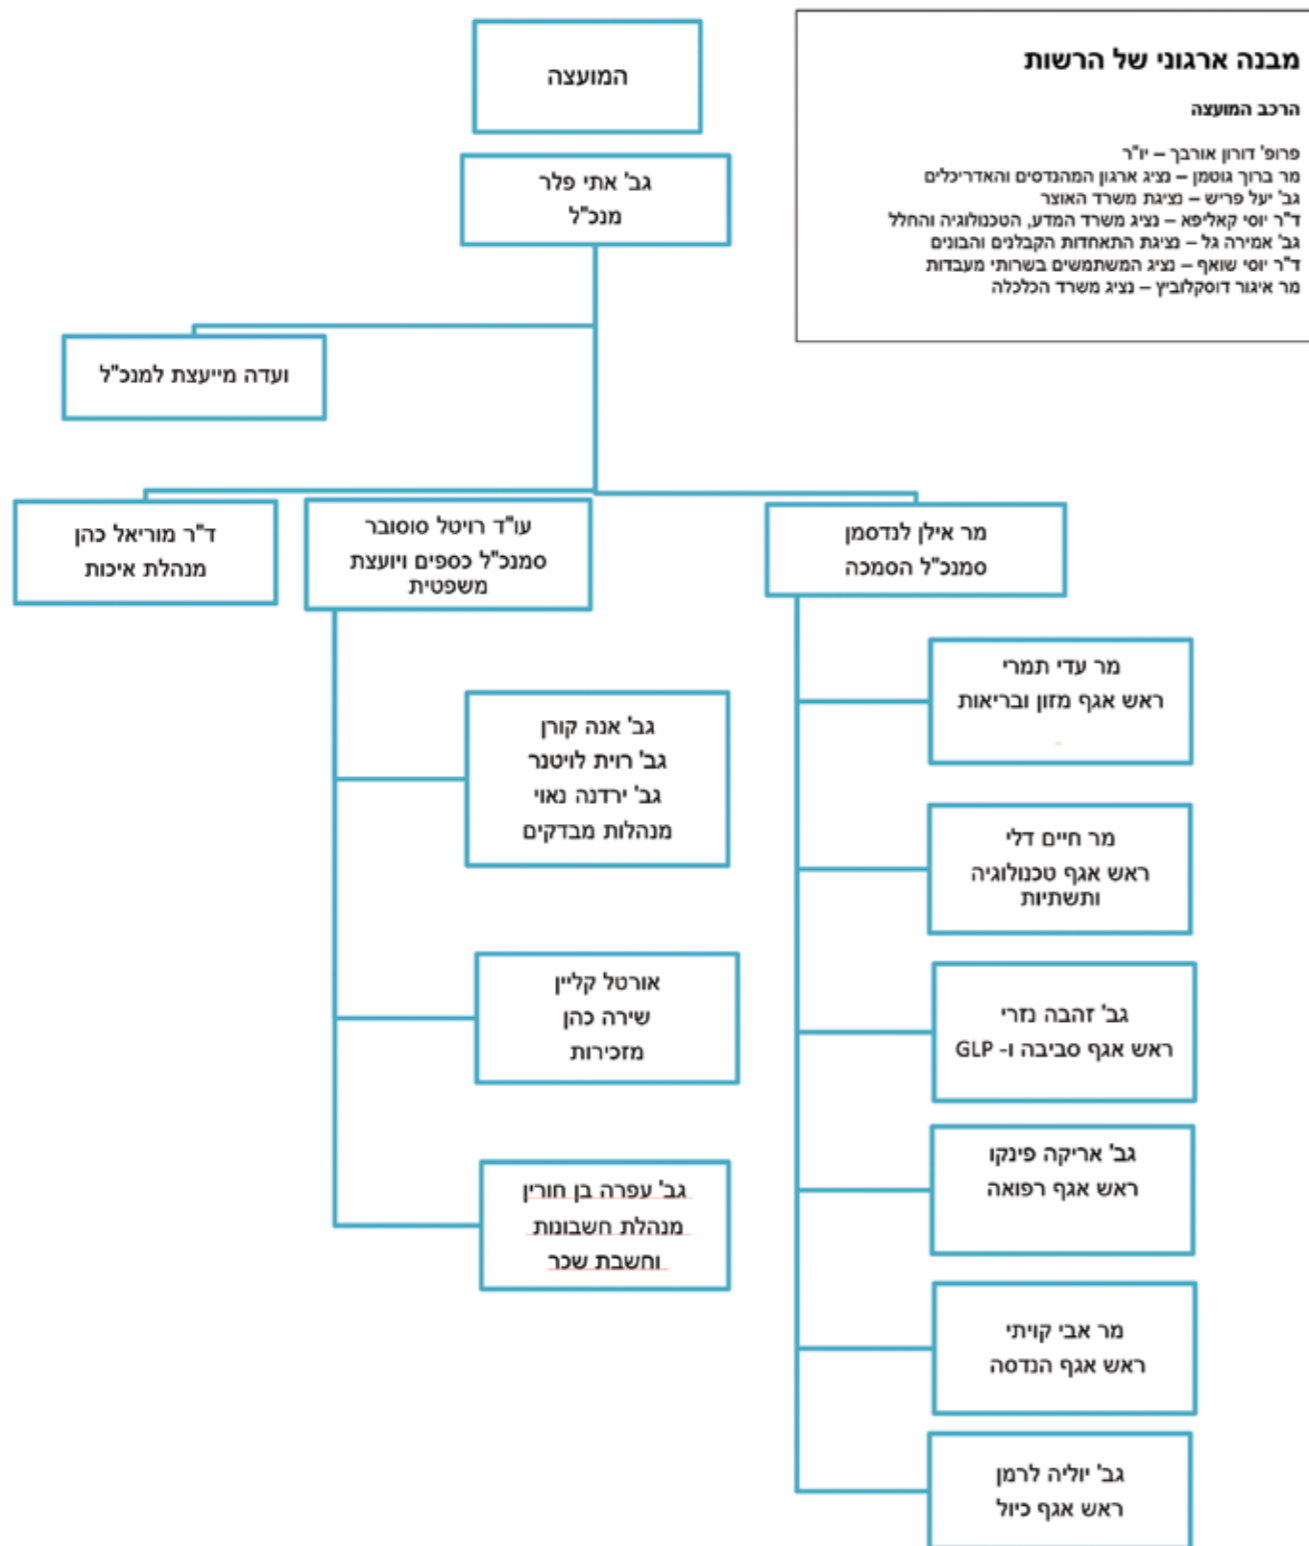 מבנה ארגוני של הרשות
הרכב המועצה
פרופ' דורון אורבך – יו"ר
מר ברוך גוטמן – נציג ארגון המהנדסים והאדריכלים
גב' יעל פריש – נציגת משרד האוצר
ד"ר יוסי קאליפא – נציג משרד המדע, הטכנולוגיה והחלל
גב' אמירה גל – נציגת התאחדות הקבלנים והבונים
ד"ר יוסי שואף – נציג המשתמשים בשרותי מעבדות
מר איגור דוסקלוביץ – נציג משרד הכלכלה
המועצה
גב' אתי פלר
מנכ"ל
ועדה מייעצת למנכ"ל
מר אילן לנדסמן
סמנכ"ל הסמכה
עו"ד רויטל סוסובר
סמנכ"ל כספים ויועצת
משפטית
ד"ר מוריאל כהן
מנהלת איכות
מר עדי תמרי
ראש אגף מזון ובריאות
מר חיים דלי
ראש אגף טכנולוגיה
ותשתיות
גב' זהבה נזרי
ראש אגף סביבה ו- GLP
גב' אריקה פינקו
ראש אגף רפואה
מר אבי קויתי
ראש אגף הנדסה
גב' יוליה לרמן
ראש אגף כיול
גב' אנה קורן
גב' רוית לויטנר
גב' ירדנה נאוי
מנהלות מבדקים
אורטל קליין
שירה כהן
מזכירות
גב' עפרה בן חורין
מנהלת חשבונות
וחשבת שכר